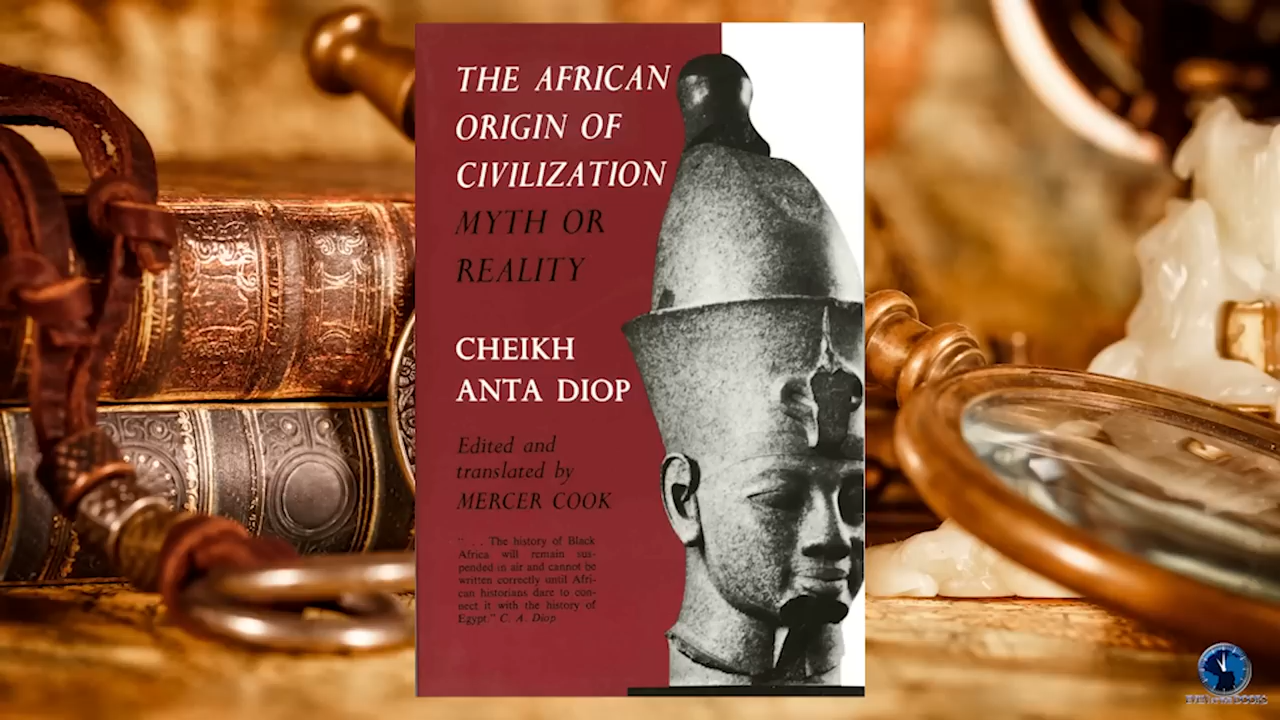 THE AFRICAN
ORIGIN OF
CIVILIZATION
MYTH OR
REALITY
CHEIKH
ANTA DIOP
Edited and
translated by
MERCER COOK
". . . The history of Black
Africa will remain sus-
pended in air and cannot be
written correctly until Afri-
can historians dare to con-
nect it with the history of
Egypt." C. A. Diop